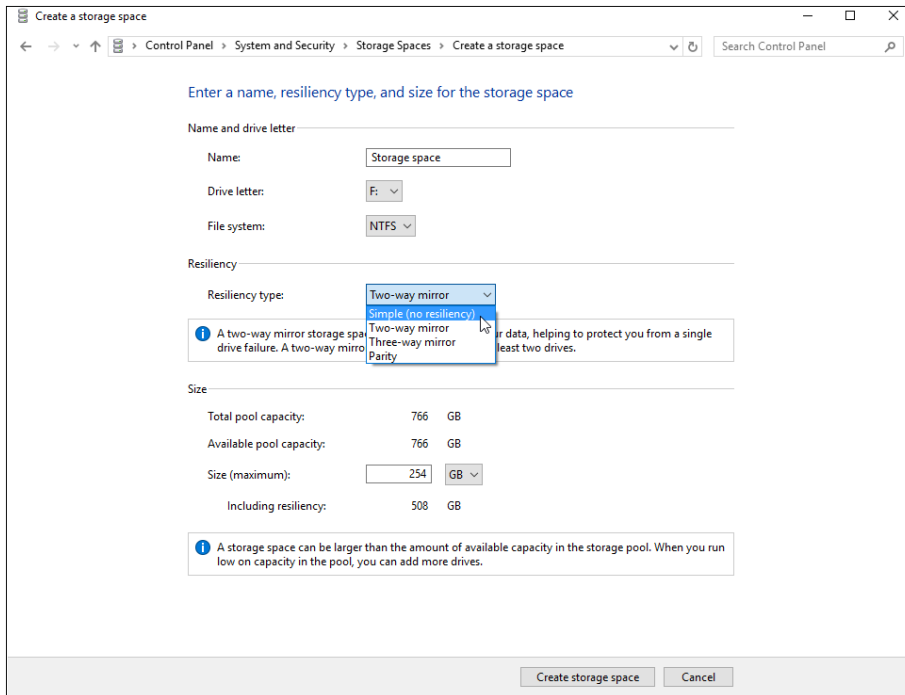 Create a storage space
Control Panel > System and Security > Storage Spaces > Create a storage space
Search Control Panel
Enter a name, resiliency type, and size for the storage space
Name and drive letter
Name: Storage space
Drive letter: F:
File system: NTFS
Resiliency
Resiliency type: Two-way mirror
Simple (no resiliency)
Two-way mirror
Three-way mirror
Parity
A two-way mirror storage spa r data, helping to protect you from a single
drive failure. A two-way mirro least two drives.
Size
Total pool capacity: 766 GB
Available pool capacity: 766 GB
Size (maximum): 254 GB
Including resiliency: 508 GB
A storage space can be larger than the amount of available capacity in the storage pool. When you run
low on capacity in the pool, you can add more drives.
Create storage space Cancel